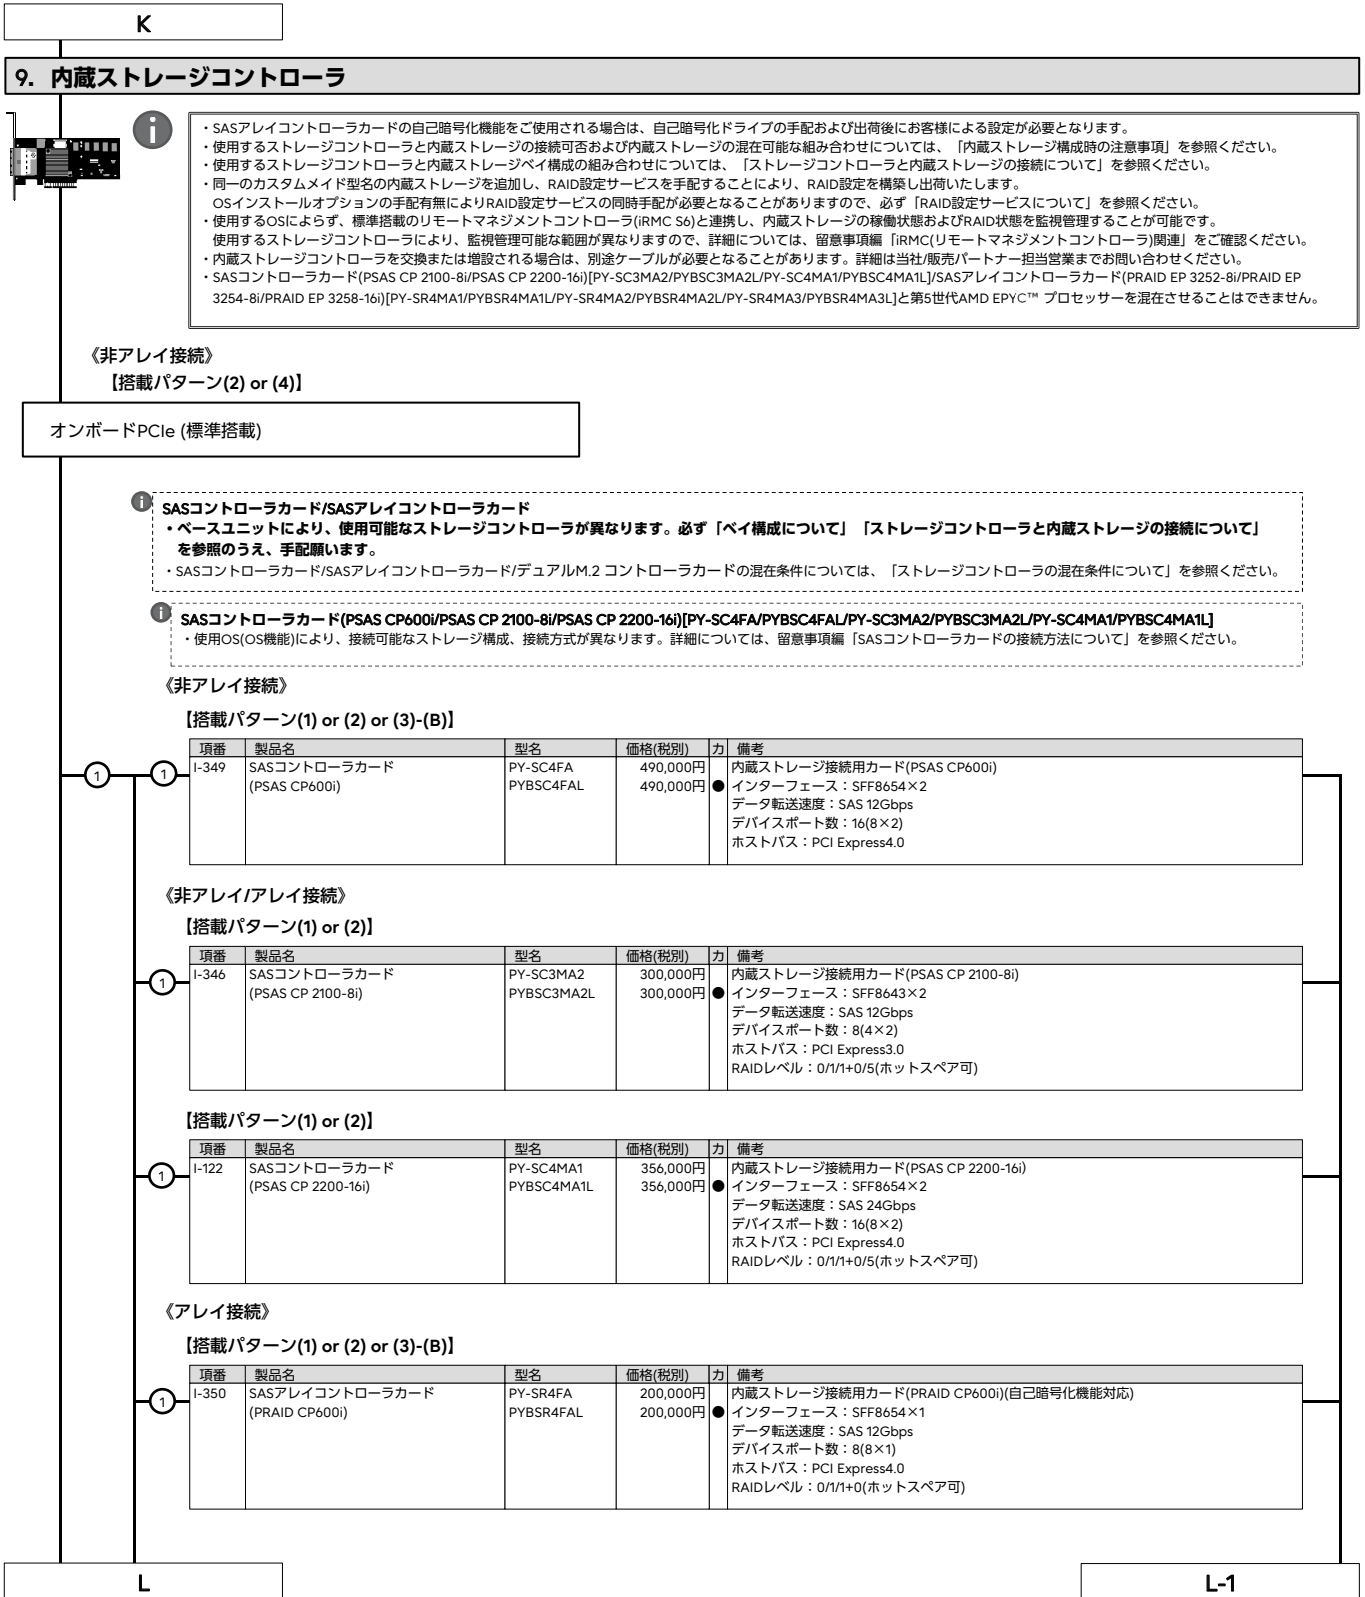 K
9. 内蔵ストレージコントローラ
・SASアレイコントローラカードの自己暗号化機能をご使用される場合は、自己暗号化ドライブの手配および出荷後にお客様による設定が必要となります。
・使用するストレージコントローラと内蔵ストレージの接続可否および内蔵ストレージの混在可能な組み合わせについては、「内蔵ストレージ構成時の注意事項」を参照ください。
・使用するストレージコントローラと内蔵ストレージベイ構成の組み合わせについては、「ストレージコントローラと内蔵ストレージの接続について」を参照ください。
・同一のカスタムメイド型名の内蔵ストレージを追加し、RAID設定サービスを手配することにより、RAID設定を構築し出荷いたします。
OSインストールオプションの手配有無によりRAID設定サービスの同時手配が必要となることがありますので、必ず「RAID設定サービスについて」を参照ください。
・使用するOSによらず、標準搭載のリモートマネジメントコントローラ(iRMC S6)と連携し、内蔵ストレージの稼働状態およびRAID状態を監視管理することが可能です。
使用するストレージコントローラにより、監視管理可能な範囲が異なりますので、詳細については、留意事項編「iRMC(リモートマネジメントコントローラ)関連」をご確認ください。
・内蔵ストレージコントローラを交換または増設される場合は、別途ケーブルが必要となることがあります。詳細は当社/販売パートナー担当営業までお問い合わせください。
・SASコントローラカード(PSAS CP 2100-8i/PSAS CP 2200-16i)[PY-SC3MA2/PYBSC3MA2L/PY-SC4MA1/PYBSC4MA1L]/SASアレイコントローラカード(PRAID EP 3252-8i/PRAID EP
3254-8i/PRAID EP 3258-16i)[PY-SR4MA1/PYBSR4MA1L/PY-SR4MA2/PYBSR4MA2L/PY-SR4MA3/PYBSR4MA3L]と第5世代AMD EPYC™ プロセッサーを混在させることはできません。
《非アレイ接続》
【搭載パターン(2) or (4)】
オンボードPCIe (標準搭載)
SASコントローラカード/SASアレイコントローラカード
・ベースユニットにより、使用可能なストレージコントローラが異なります。必ず「ベイ構成について」「ストレージコントローラと内蔵ストレージの接続について」
を参照のうえ、手配願います。
・SASコントローラカード/SASアレイコントローラカード/デュアルM.2 コントローラカードの混在条件については、「ストレージコントローラの混在条件について」を参照ください。
SASコントローラカード(PSAS CP600i/PSAS CP 2100-8i/PSAS CP 2200-16i)[PY-SC4FA/PYBSC4FAL/PY-SC3MA2/PYBSC3MA2L/PY-SC4MA1/PYBSC4MA1L]
・使用OS(OS機能)により、接続可能なストレージ構成、接続方式が異なります。詳細については、留意事項編「SASコントローラカードの接続方法について」を参照ください。
《非アレイ接続》
【搭載パターン(1) or (2) or (3)-(B)】
項番 製品名 型名 価格(税別) カ 備考
1 1 I-349 SASコントローラカード PY-SC4FA 490,000円 内蔵ストレージ接続用カード(PSAS CP600i)
(PSAS CP600i) PYBSC4FAL 490,000円 ● インターフェース：SFF8654×2
データ転送速度：SAS 12Gbps
デバイスポート数：16(8×2)
ホストバス：PCI Express4.0
《非アレイ/アレイ接続》
【搭載パターン(1) or (2)】
項番 製品名 型名 価格(税別) カ 備考
1 I-346 SASコントローラカード PY-SC3MA2 300,000円 内蔵ストレージ接続用カード(PSAS CP 2100-8i)
(PSAS CP 2100-8i) PYBSC3MA2L 300,000円 ● インターフェース：SFF8643×2
データ転送速度：SAS 12Gbps
デバイスポート数：8(4×2)
ホストバス：PCI Express3.0
RAIDレベル：0/1/1+0/5(ホットスペア可)
【搭載パターン(1) or (2)】
項番 製品名 型名 価格(税別) カ 備考
1 I-122 SASコントローラカード PY-SC4MA1 356,000円 内蔵ストレージ接続用カード(PSAS CP 2200-16i)
(PSAS CP 2200-16i) PYBSC4MA1L 356,000円 ● インターフェース：SFF8654×2
データ転送速度：SAS 24Gbps
デバイスポート数：16(8×2)
ホストバス：PCI Express4.0
RAIDレベル：0/1/1+0/5(ホットスペア可)
《アレイ接続》
【搭載パターン(1) or (2) or (3)-(B)】
項番 製品名 型名 価格(税別) カ 備考
1 I-350 SASアレイコントローラカード PY-SR4FA 200,000円 内蔵ストレージ接続用カード(PRAID CP600i)(自己暗号化機能対応)
(PRAID CP600i) PYBSR4FAL 200,000円 ● インターフェース：SFF8654×1
データ転送速度：SAS 12Gbps
デバイスポート数：8(8×1)
ホストバス：PCI Express4.0
RAIDレベル：0/1/1+0(ホットスペア可)
L L-1